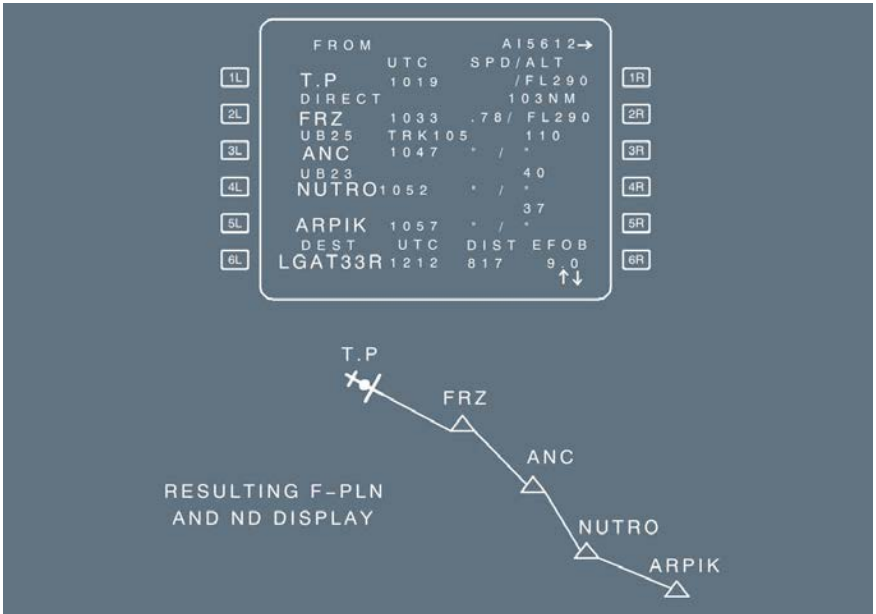 FROM AI5612→
UTC SPD/ALT
1L T.P 1019 /FL290 1R
DIRECT 103NM
2L FRZ 1033 .78/ FL290 2R
UB25 TRK105 110
3L ANC 1047 " / " 3R
UB23 40
4L NUTRO 1052 " / " 4R
37
5L ARPIK 1057 " / " 5R
DEST UTC DIST EFOB
6L LGAT33R 1212 817 9.0 6R
↑↓
T.P
FRZ
ANC
RESULTING F–PLN
AND ND DISPLAY
NUTRO
ARPIK